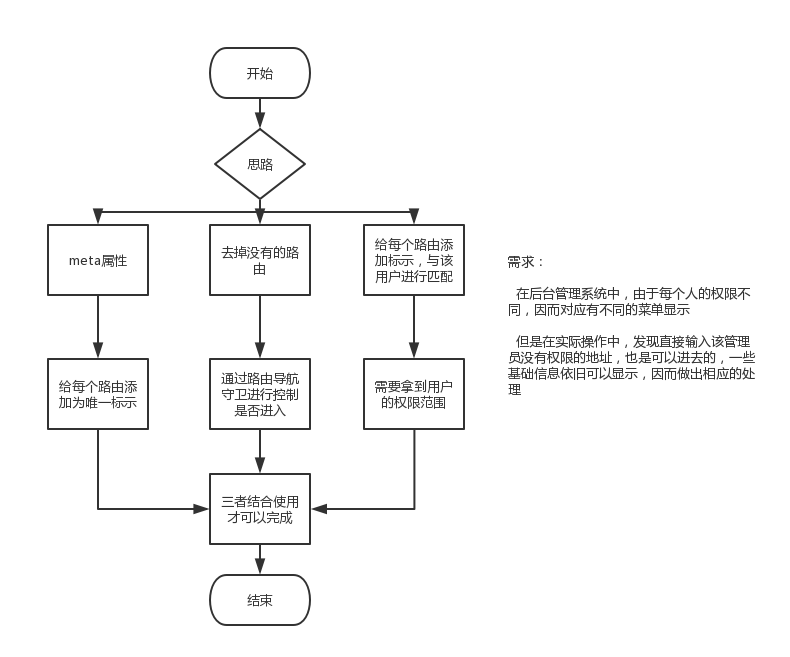 开始
思路
meta属性
去掉没有的路
由
给每个路由添
加标示，与该
用户进行匹配
给每个路由添
加为唯一标示
通过路由导航
守卫进行控制
是否进入
需要拿到用户
的权限范围
三者结合使用
才可以完成
结束
需求：
在后台管理系统中，由于每个人的权限不
同，因而对应有不同的菜单显示
但是在实际操作中，发现直接输入该管理
员没有权限的地址，也是可以进去的，一些
基础信息依旧可以显示，因而做出相应的处
理